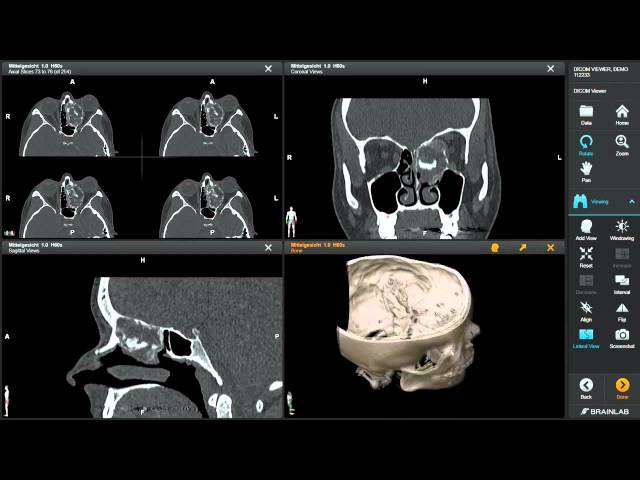 Mittelgesicht 1.0 H60s
Axial Slices 73 to 76 (of 254)
A
A
R
L
R
L
P
P
Mittelgesicht 1.0 H60s
Coronal Views
H
R
L
F
Mittelgesicht 1.0 H60s
Sagittal Views
H
A
P
F
Mittelgesicht 1.0 H60s
Bone
DICOM VIEWER, DEMO
112233
DICOM Viewer
Data
Home
Rotate
Zoom
Pan
Viewing
Add View
Windowing
Reset
Increase
Decrease
Interval
Align
Flip
Linked View
Screenshot
Back
Done
BRAINLAB